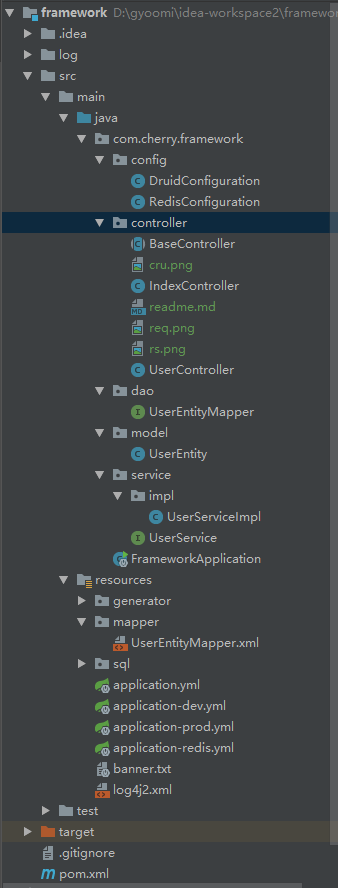 framework D:\gyoomi\idea-workspace2\framew
.idea
log
src
main
java
com.cherry.framework
config
DruidConfiguration
RedisConfiguration
controller
BaseController
cru.png
IndexController
readme.md
req.png
rs.png
UserController
dao
UserEntityMapper
model
UserEntity
service
impl
UserServiceImpl
UserService
FrameworkApplication
resources
generator
mapper
UserEntityMapper.xml
sql
application.yml
application-dev.yml
application-prod.yml
application-redis.yml
banner.txt
log4j2.xml
test
target
.gitignore
pom.xml